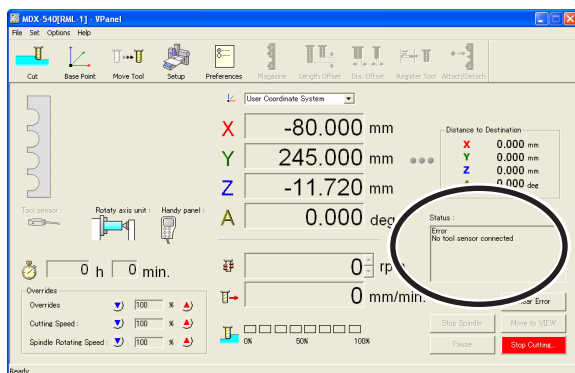 MDX-540[RML-1] - VPanel
File Set Options Help
Cut Base Point Move Tool Setup Preferences Magazine Length Offset Dia. Offset Register Tool Attach/Detach
User Coordinate System
X -80.000 mm
Y 245.000 mm
Z -11.720 mm
A 0.000 deg
Distance to Destination
X 0.000 mm
Y 0.000 mm
Z 0.000 mm
0.000 deg
Tool sensor : Rotaty axis unit : Handy panel :
Status :
Error
No tool sensor connected
0 h 0 min.
0 rp
0 mm/min.
Overrides
Overrides 100 %
Cutting Speed : 100 %
Spindle Rotating Speed : 100 %
0% 50% 100%
Error
Stop Spindle Move to VIEW
Pause Stop Cutting...
Ready